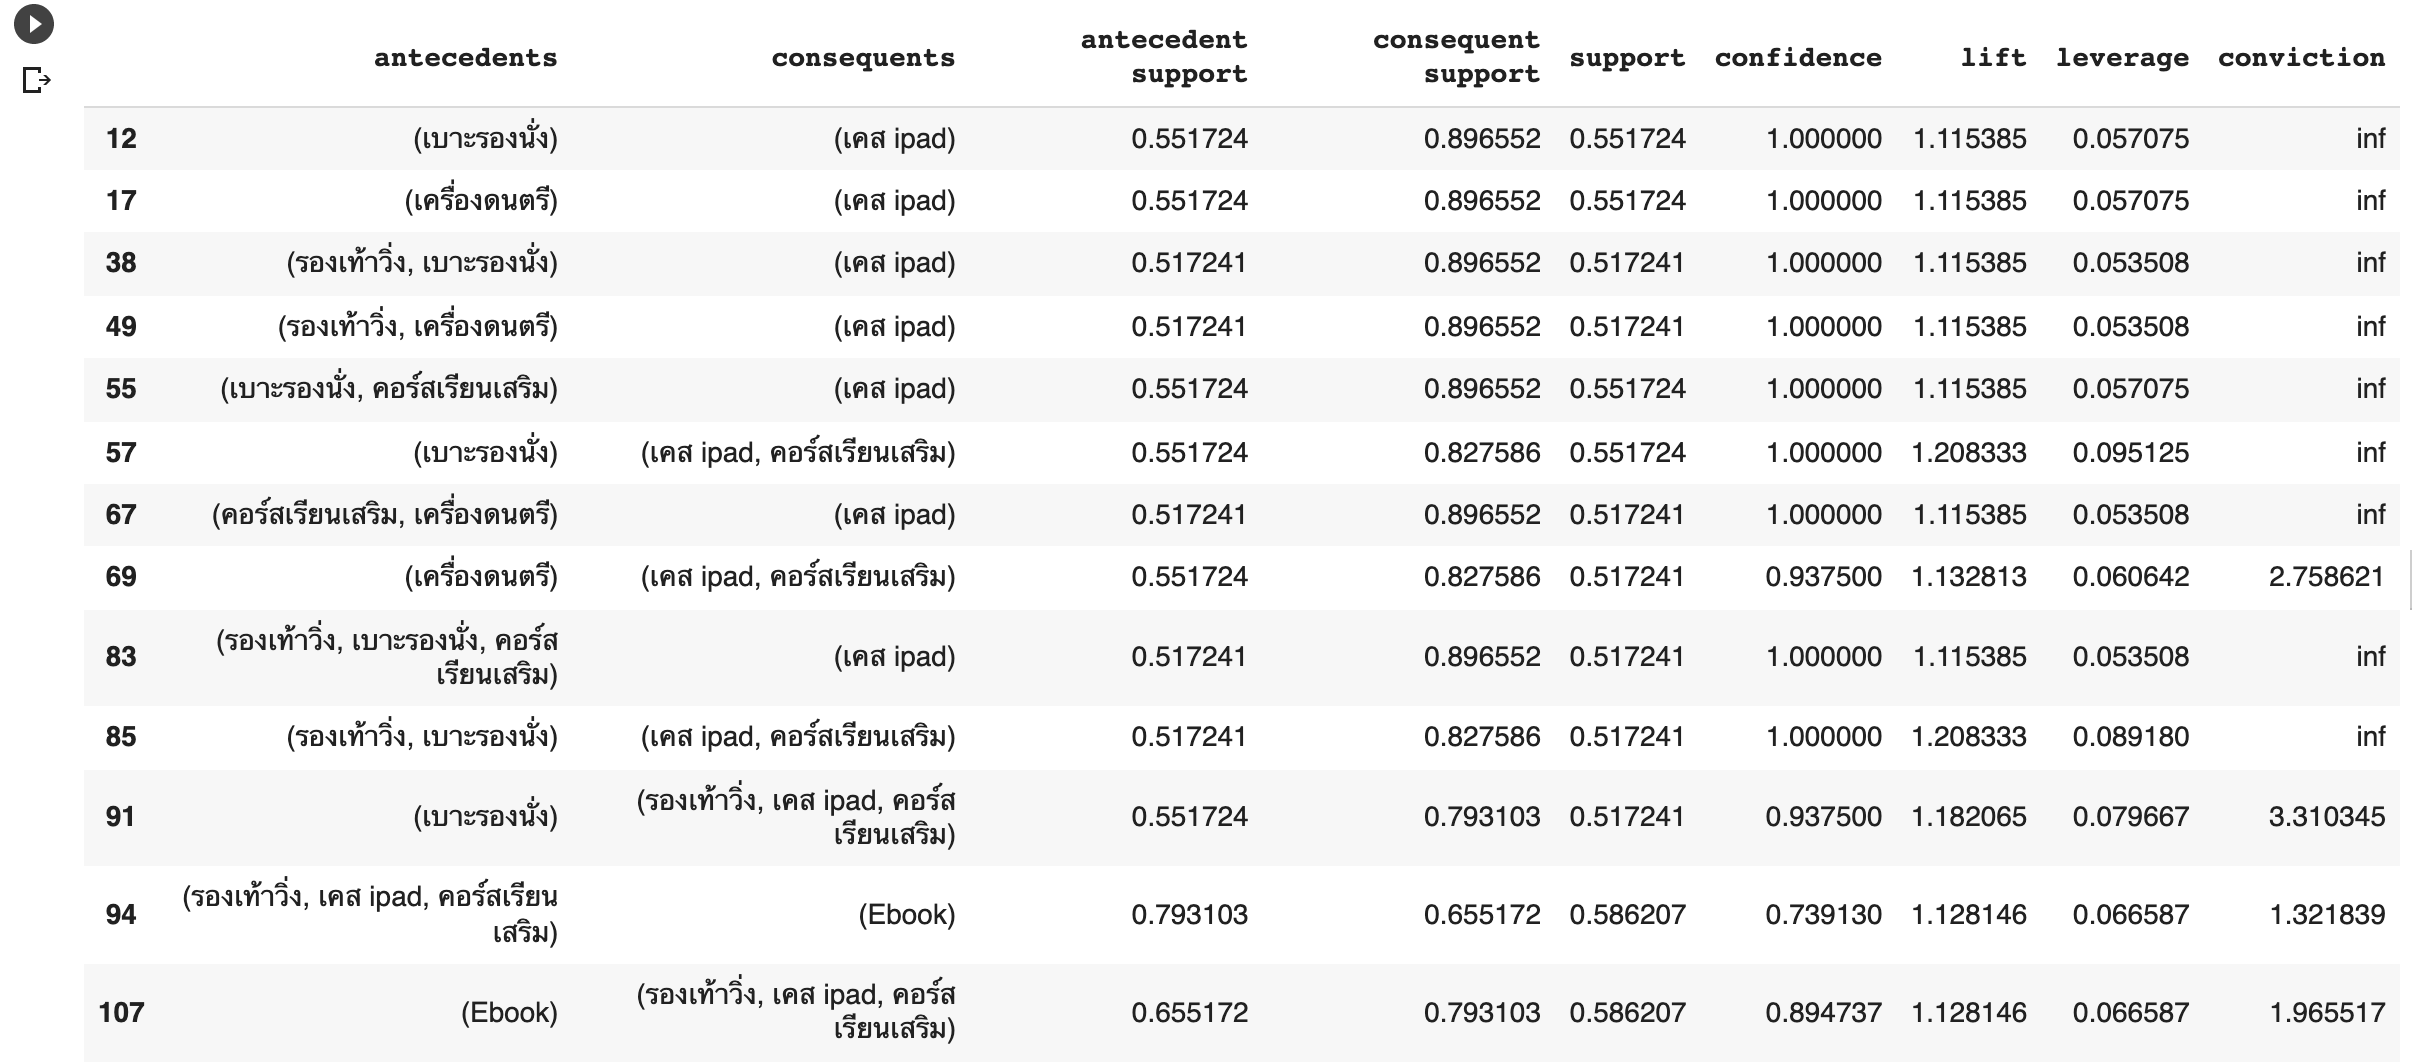 antecedents consequents antecedent support consequent support support confidence lift leverage conviction
12 (เบาะรองนั่ง) (เคส ipad) 0.551724 0.896552 0.551724 1.000000 1.115385 0.057075 inf
17 (เครื่องดนตรี) (เคส ipad) 0.551724 0.896552 0.551724 1.000000 1.115385 0.057075 inf
38 (รองเท้าวิ่ง, เบาะรองนั่ง) (เคส ipad) 0.517241 0.896552 0.517241 1.000000 1.115385 0.053508 inf
49 (รองเท้าวิ่ง, เครื่องดนตรี) (เคส ipad) 0.517241 0.896552 0.517241 1.000000 1.115385 0.053508 inf
55 (เบาะรองนั่ง, คอร์สเรียนเสริม) (เคส ipad) 0.551724 0.896552 0.551724 1.000000 1.115385 0.057075 inf
57 (เบาะรองนั่ง) (เคส ipad, คอร์สเรียนเสริม) 0.551724 0.827586 0.551724 1.000000 1.208333 0.095125 inf
67 (คอร์สเรียนเสริม, เครื่องดนตรี) (เคส ipad) 0.517241 0.896552 0.517241 1.000000 1.115385 0.053508 inf
69 (เครื่องดนตรี) (เคส ipad, คอร์สเรียนเสริม) 0.551724 0.827586 0.517241 0.937500 1.132813 0.060642 2.758621
83 (รองเท้าวิ่ง, เบาะรองนั่ง, คอร์ส
เรียนเสริม) (เคส ipad) 0.517241 0.896552 0.517241 1.000000 1.115385 0.053508 inf
85 (รองเท้าวิ่ง, เบาะรองนั่ง) (เคส ipad, คอร์สเรียนเสริม) 0.517241 0.827586 0.517241 1.000000 1.208333 0.089180 inf
91 (เบาะรองนั่ง) (รองเท้าวิ่ง, เคส ipad, คอร์ส
เรียนเสริม) 0.551724 0.793103 0.517241 0.937500 1.182065 0.079667 3.310345
94 (รองเท้าวิ่ง, เคส ipad, คอร์สเรียน
เสริม) (Ebook) 0.793103 0.655172 0.586207 0.739130 1.128146 0.066587 1.321839
107 (Ebook) (รองเท้าวิ่ง, เคส ipad, คอร์ส
เรียนเสริม) 0.655172 0.793103 0.586207 0.894737 1.128146 0.066587 1.965517